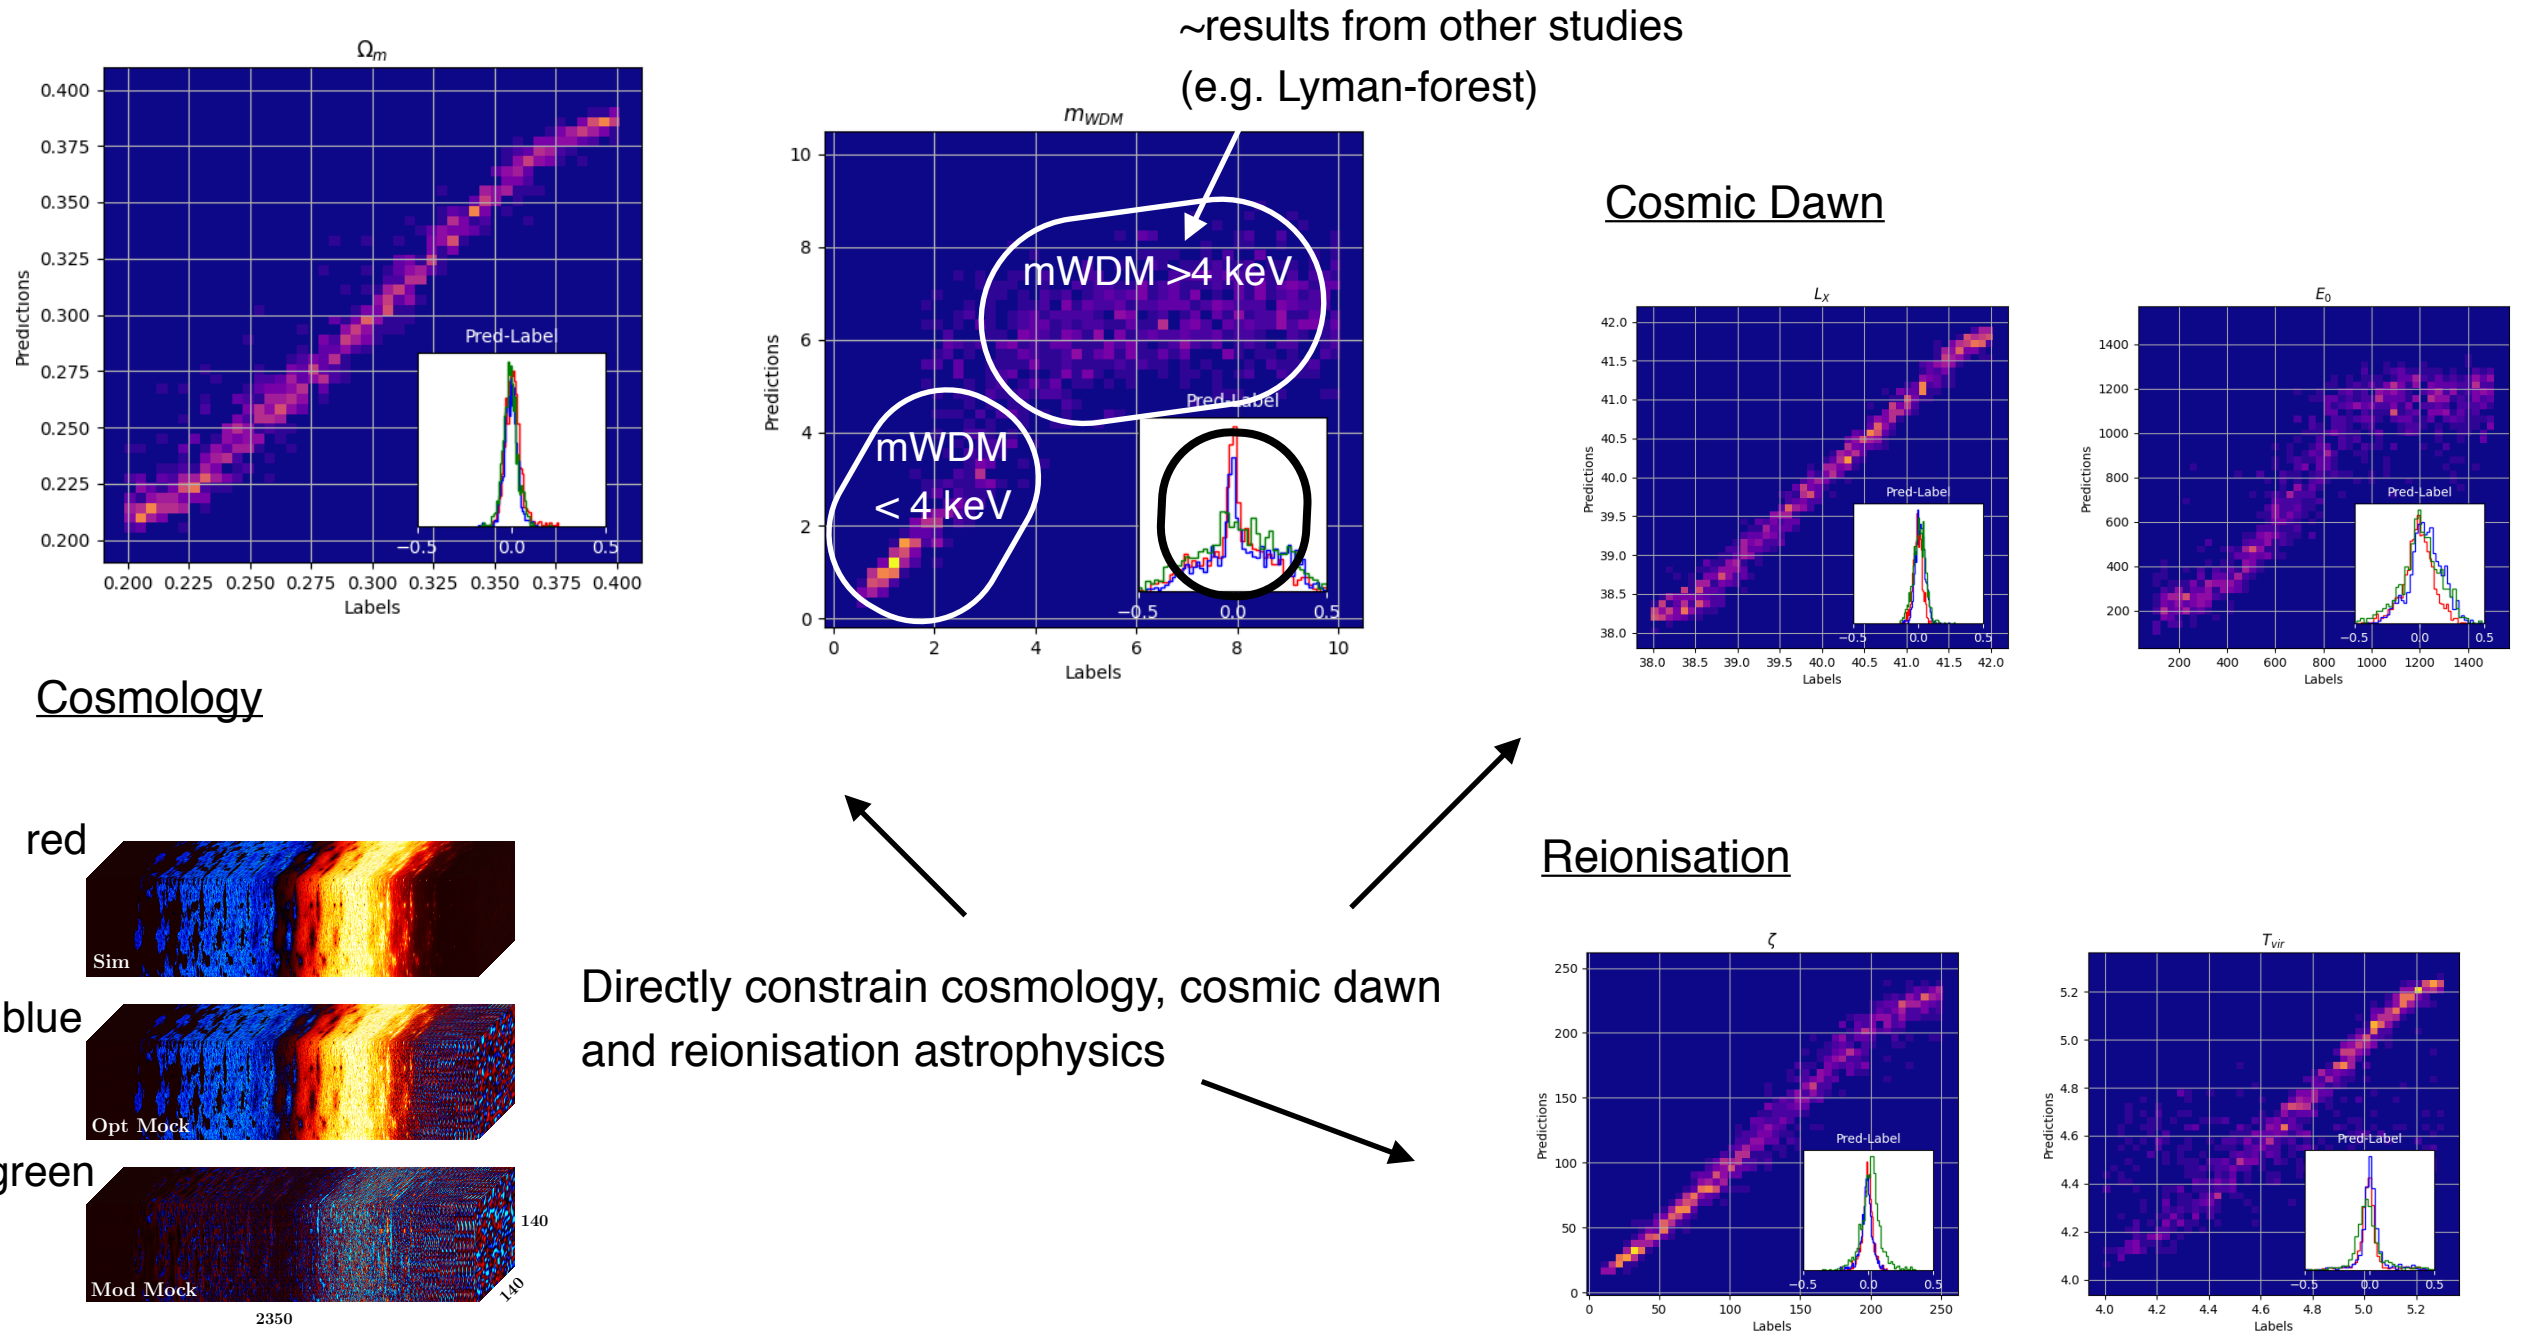 ~results from other studies
(e.g. Lyman-forest)
Ωm
0.400
0.375
0.350
0.325
0.300
0.275
0.250
0.225
0.200
Predictions
Pred-Label
−0.5 0.0 0.5
0.200 0.225 0.250 0.275 0.300 0.325 0.350 0.375 0.400
Labels
mWDM
10
8
6
4
2
0
Predictions
mWDM >4 keV
mWDM
< 4 keV
Pred-Label
−0.5 0.0 0.5
0 2 4 6 8 10
Labels
Cosmic Dawn
LX
42.0
41.5
41.0
40.5
40.0
39.5
39.0
38.5
38.0
Predictions
Pred-Label
−0.5 0.0 0.5
38.0 38.5 39.0 39.5 40.0 40.5 41.0 41.5 42.0
Labels
E0
1400
1200
1000
800
600
400
200
Predictions
Pred-Label
−0.5 0.0 0.5
200 400 600 800 1000 1200 1400
Labels
Cosmology
red
Sim
blue
Opt Mock
green
Mod Mock
140
140
2350
Directly constrain cosmology, cosmic dawn
and reionisation astrophysics
Reionisation
ζ
250
200
150
100
50
0
Predictions
Pred-Label
−0.5 0.0 0.5
0 50 100 150 200 250
Labels
Tvir
5.2
5.0
4.8
4.6
4.4
4.2
4.0
Predictions
Pred-Label
−0.5 0.0 0.5
4.0 4.2 4.4 4.6 4.8 5.0 5.2
Labels